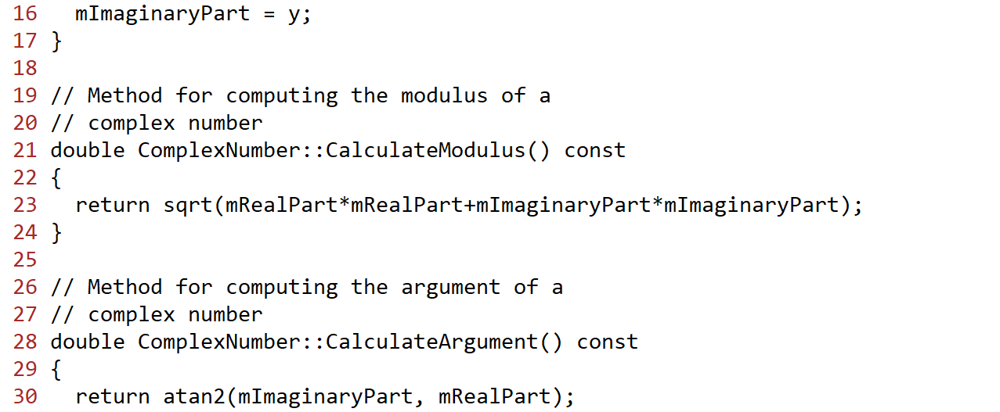 16   mImaginaryPart = y;
17 }
18
19 // Method for computing the modulus of a
20 // complex number
21 double ComplexNumber::CalculateModulus() const
22 {
23   return sqrt(mRealPart*mRealPart+mImaginaryPart*mImaginaryPart);
24 }
25
26 // Method for computing the argument of a
27 // complex number
28 double ComplexNumber::CalculateArgument() const
29 {
30   return atan2(mImaginaryPart, mRealPart);